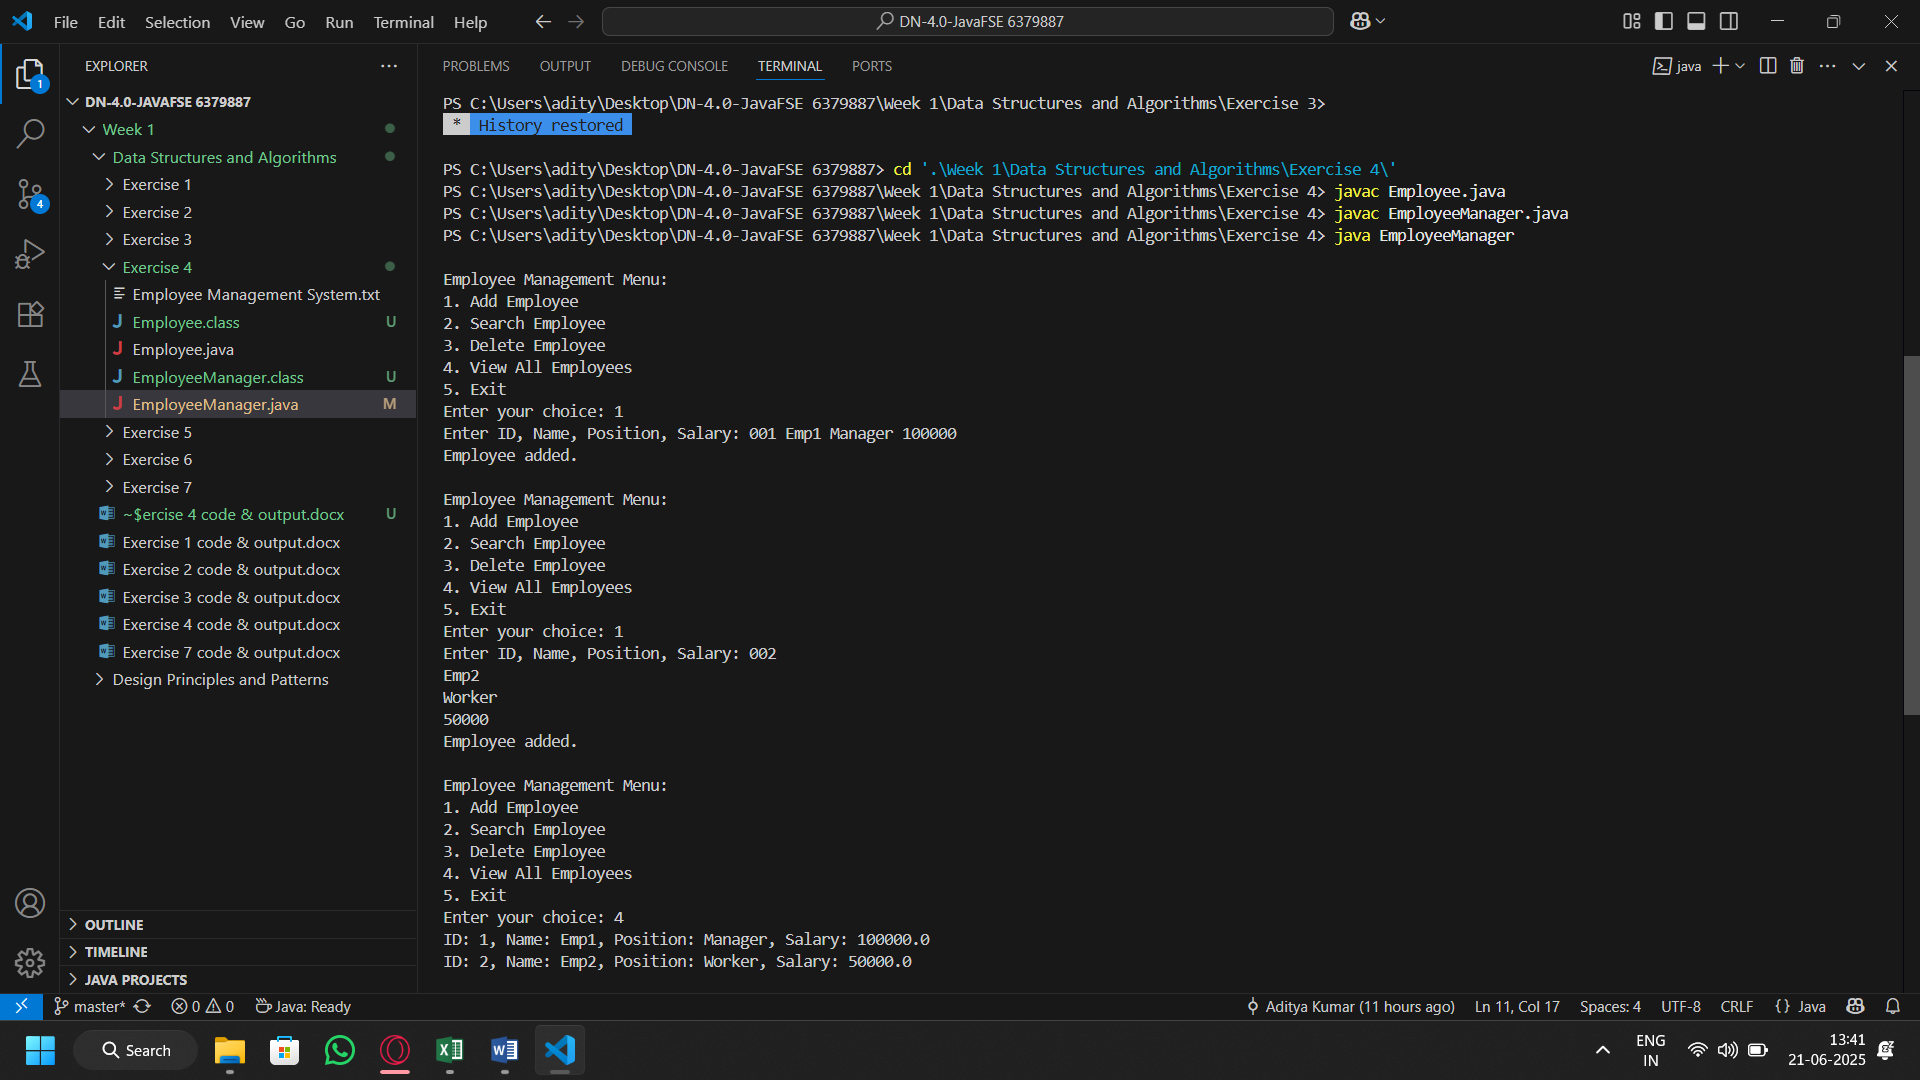 File Edit Selection View Go Run Terminal Help
DN-4.0-JavaFSE 6379887
EXPLORER
DN-4.0-JAVAFSE 6379887
Week 1
Data Structures and Algorithms
Exercise 1
Exercise 2
Exercise 3
Exercise 4
Employee Management System.txt
Employee.class U
Employee.java
EmployeeManager.class U
EmployeeManager.java M
Exercise 5
Exercise 6
Exercise 7
~$ercise 4 code & output.docx U
Exercise 1 code & output.docx
Exercise 2 code & output.docx
Exercise 3 code & output.docx
Exercise 4 code & output.docx
Exercise 7 code & output.docx
Design Principles and Patterns
OUTLINE
TIMELINE
JAVA PROJECTS
1
4
PROBLEMS OUTPUT DEBUG CONSOLE TERMINAL PORTS
java
PS C:\Users\adity\Desktop\DN-4.0-JavaFSE 6379887\Week 1\Data Structures and Algorithms\Exercise 3>
* History restored
PS C:\Users\adity\Desktop\DN-4.0-JavaFSE 6379887> cd '.\Week 1\Data Structures and Algorithms\Exercise 4\'
PS C:\Users\adity\Desktop\DN-4.0-JavaFSE 6379887\Week 1\Data Structures and Algorithms\Exercise 4> javac Employee.java
PS C:\Users\adity\Desktop\DN-4.0-JavaFSE 6379887\Week 1\Data Structures and Algorithms\Exercise 4> javac EmployeeManager.java
PS C:\Users\adity\Desktop\DN-4.0-JavaFSE 6379887\Week 1\Data Structures and Algorithms\Exercise 4> java EmployeeManager
Employee Management Menu:
1. Add Employee
2. Search Employee
3. Delete Employee
4. View All Employees
5. Exit
Enter your choice: 1
Enter ID, Name, Position, Salary: 001 Emp1 Manager 100000
Employee added.
Employee Management Menu:
1. Add Employee
2. Search Employee
3. Delete Employee
4. View All Employees
5. Exit
Enter your choice: 1
Enter ID, Name, Position, Salary: 002
Emp2
Worker
50000
Employee added.
Employee Management Menu:
1. Add Employee
2. Search Employee
3. Delete Employee
4. View All Employees
5. Exit
Enter your choice: 4
ID: 1, Name: Emp1, Position: Manager, Salary: 100000.0
ID: 2, Name: Emp2, Position: Worker, Salary: 50000.0
master* 0 0 Java: Ready
Aditya Kumar (11 hours ago) Ln 11, Col 17 Spaces: 4 UTF-8 CRLF {} Java
Search
ENG
IN
13:41
21-06-2025